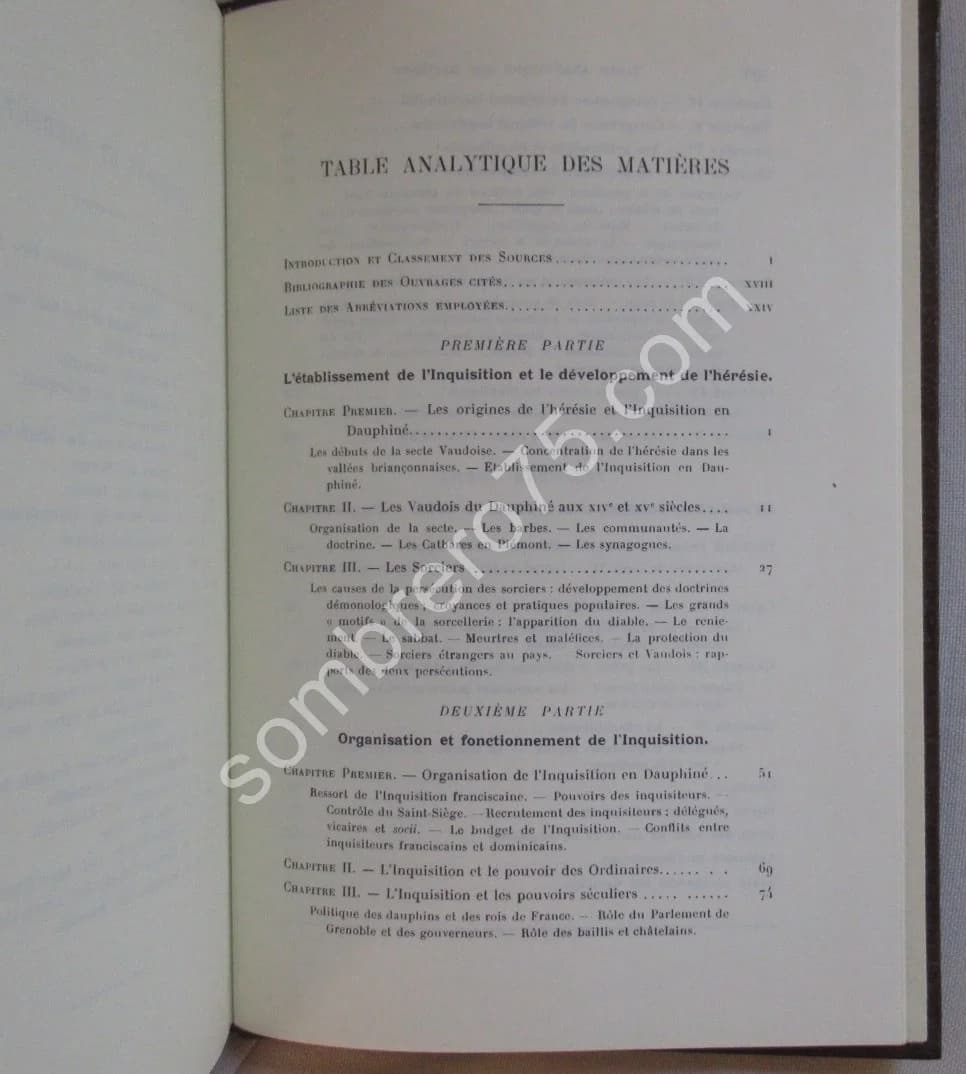 TABLE ANALYTIQUE DES MATIÈRES
Introduction et Classement des Sources.................... 1
Bibliographie des Ouvrages cités.................... XVIII
Liste des Abréviations employées.................... XXIV
PREMIÈRE PARTIE
L'établissement de l'Inquisition et le développement de l'hérésie.
Chapitre Premier. — Les origines de l'hérésie et l'Inquisition en
Dauphiné.................... 1
Les débuts de la secte Vaudoise. — Concentration de l'hérésie dans les
vallées briançonnaises. — Etablissement de l'Inquisition en Dau-
phiné.
Chapitre II. — Les Vaudois du Dauphiné aux XIVe et XVe siècles.... 11
Organisation de la secte. — Les barbes. — Les communautés. — La
doctrine. — Les Cathares en Piémont. — Les synagogues.
Chapitre III. — Les Sorciers .................... 27
Les causes de la persécution des sorciers : développement des doctrines
démonologiques ; croyances et pratiques populaires. — Les grands
« motifs » de la sorcellerie : l'apparition du diable. — Le renie-
ment. — Le sabbat. — Meurtres et maléfices. — La protection du
diable. — Sorciers étrangers au pays. Sorciers et Vaudois : rap-
ports des deux persécutions.
DEUXIÈME PARTIE
Organisation et fonctionnement de l'Inquisition.
Chapitre Premier. — Organisation de l'Inquisition en Dauphiné... 51
Ressort de l'Inquisition franciscaine. — Pouvoirs des inquisiteurs. —
Contrôle du Saint-Siège. — Recrutement des inquisiteurs : délégués,
vicaires et socii. — Le budget de l'Inquisition. — Conflits entre
inquisiteurs franciscains et dominicains.
Chapitre II. — L'Inquisition et le pouvoir des Ordinaires....... 69
Chapitre III. — L'Inquisition et les pouvoirs séculiers ........... 74
Politique des dauphins et des rois de France. — Rôle du Parlement de
Grenoble et des gouverneurs. — Rôle des baillis et châtelains.
sombrero75.com